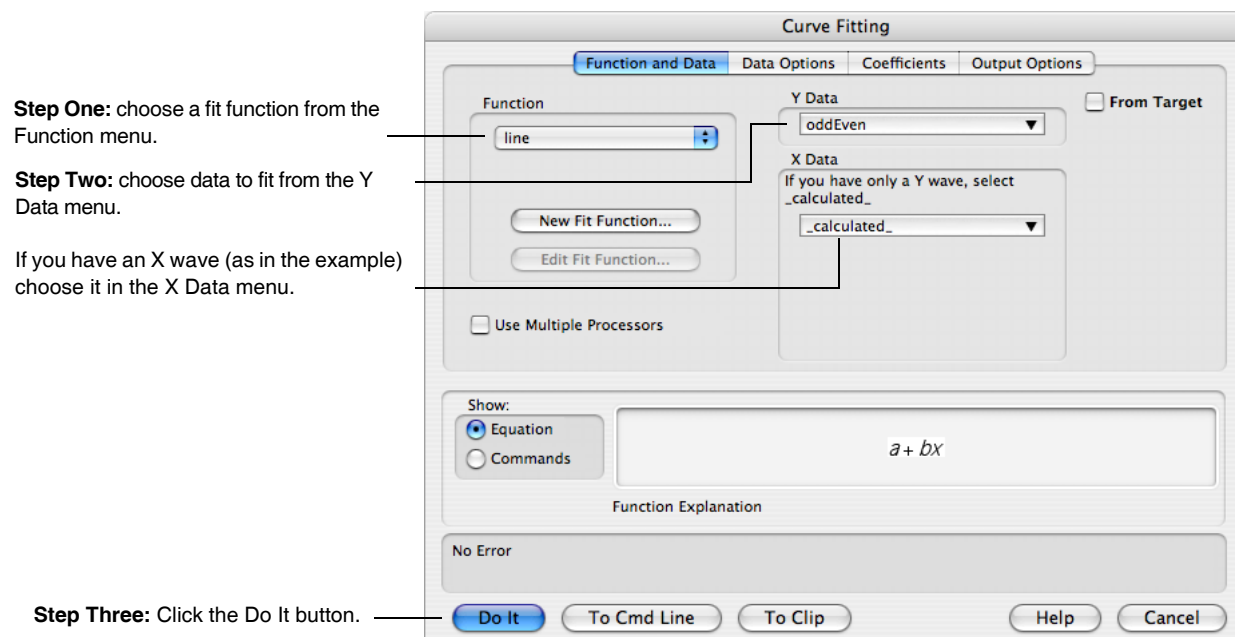 Curve Fitting
Function and Data
Data Options
Coefficients
Output Options
Step One: choose a fit function from the
Function menu.
Step Two: choose data to fit from the Y
Data menu.
If you have an X wave (as in the example)
choose it in the X Data menu.
Function
line
New Fit Function...
Edit Fit Function...
Use Multiple Processors
Y Data
oddEven
X Data
If you have only a Y wave, select
_calculated_
_calculated_
From Target
Show:
Equation
Commands
a + bx
Function Explanation
No Error
Step Three: Click the Do It button.
Do It
To Cmd Line
To Clip
Help
Cancel